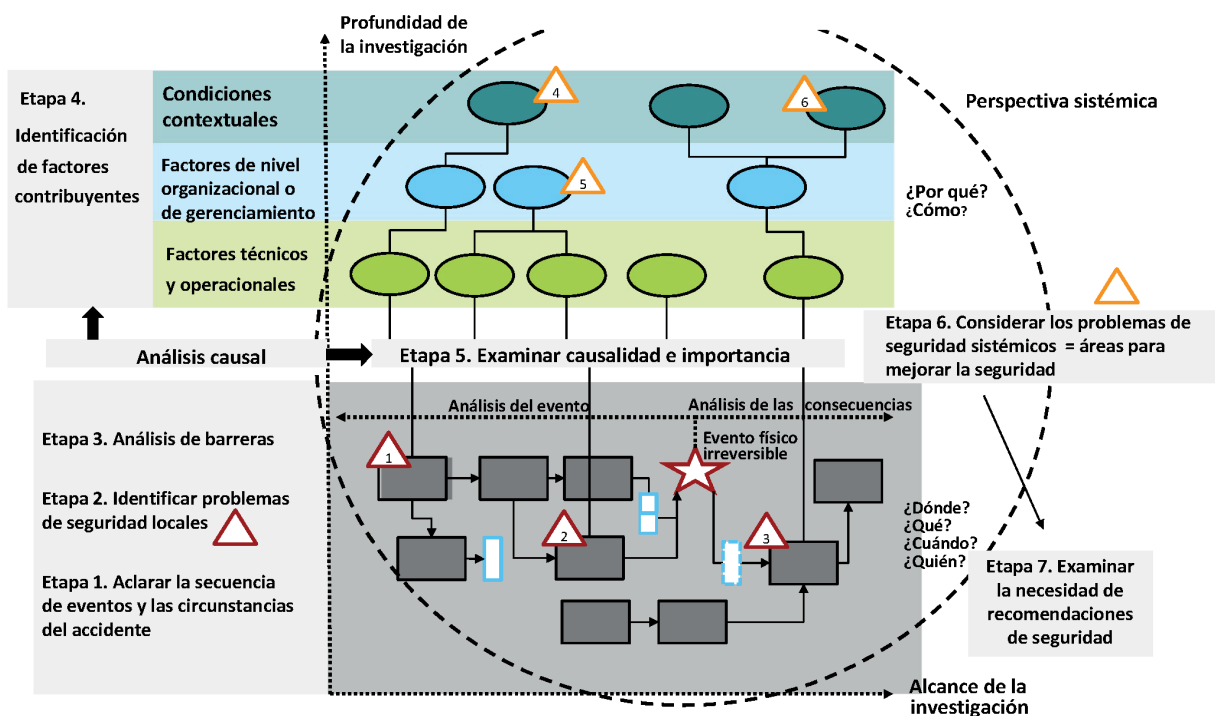 Profundidad de
la investigación
Etapa 4.
Identificación
de factores
contribuyentes
Condiciones
contextuales
4
6
Perspectiva sistémica
Factores de nivel
organizacional o
de gerenciamiento
5
¿Por qué?
¿Cómo?
Factores técnicos
y operacionales
Análisis causal
Etapa 5. Examinar causalidad e importancia
Etapa 6. Considerar los problemas de
seguridad sistémicos = áreas para
mejorar la seguridad
Análisis del evento
Análisis de las consecuencias
Evento físico
irreversible
Etapa 3. Análisis de barreras
1
Etapa 2. Identificar problemas
de seguridad locales
2
3
¿Dónde?
¿Qué?
¿Cuándo?
¿Quién?
Etapa 1. Aclarar la secuencia
de eventos y las circunstancias
del accidente
Etapa 7. Examinar
la necesidad de
recomendaciones
de seguridad
Alcance de la
investigación